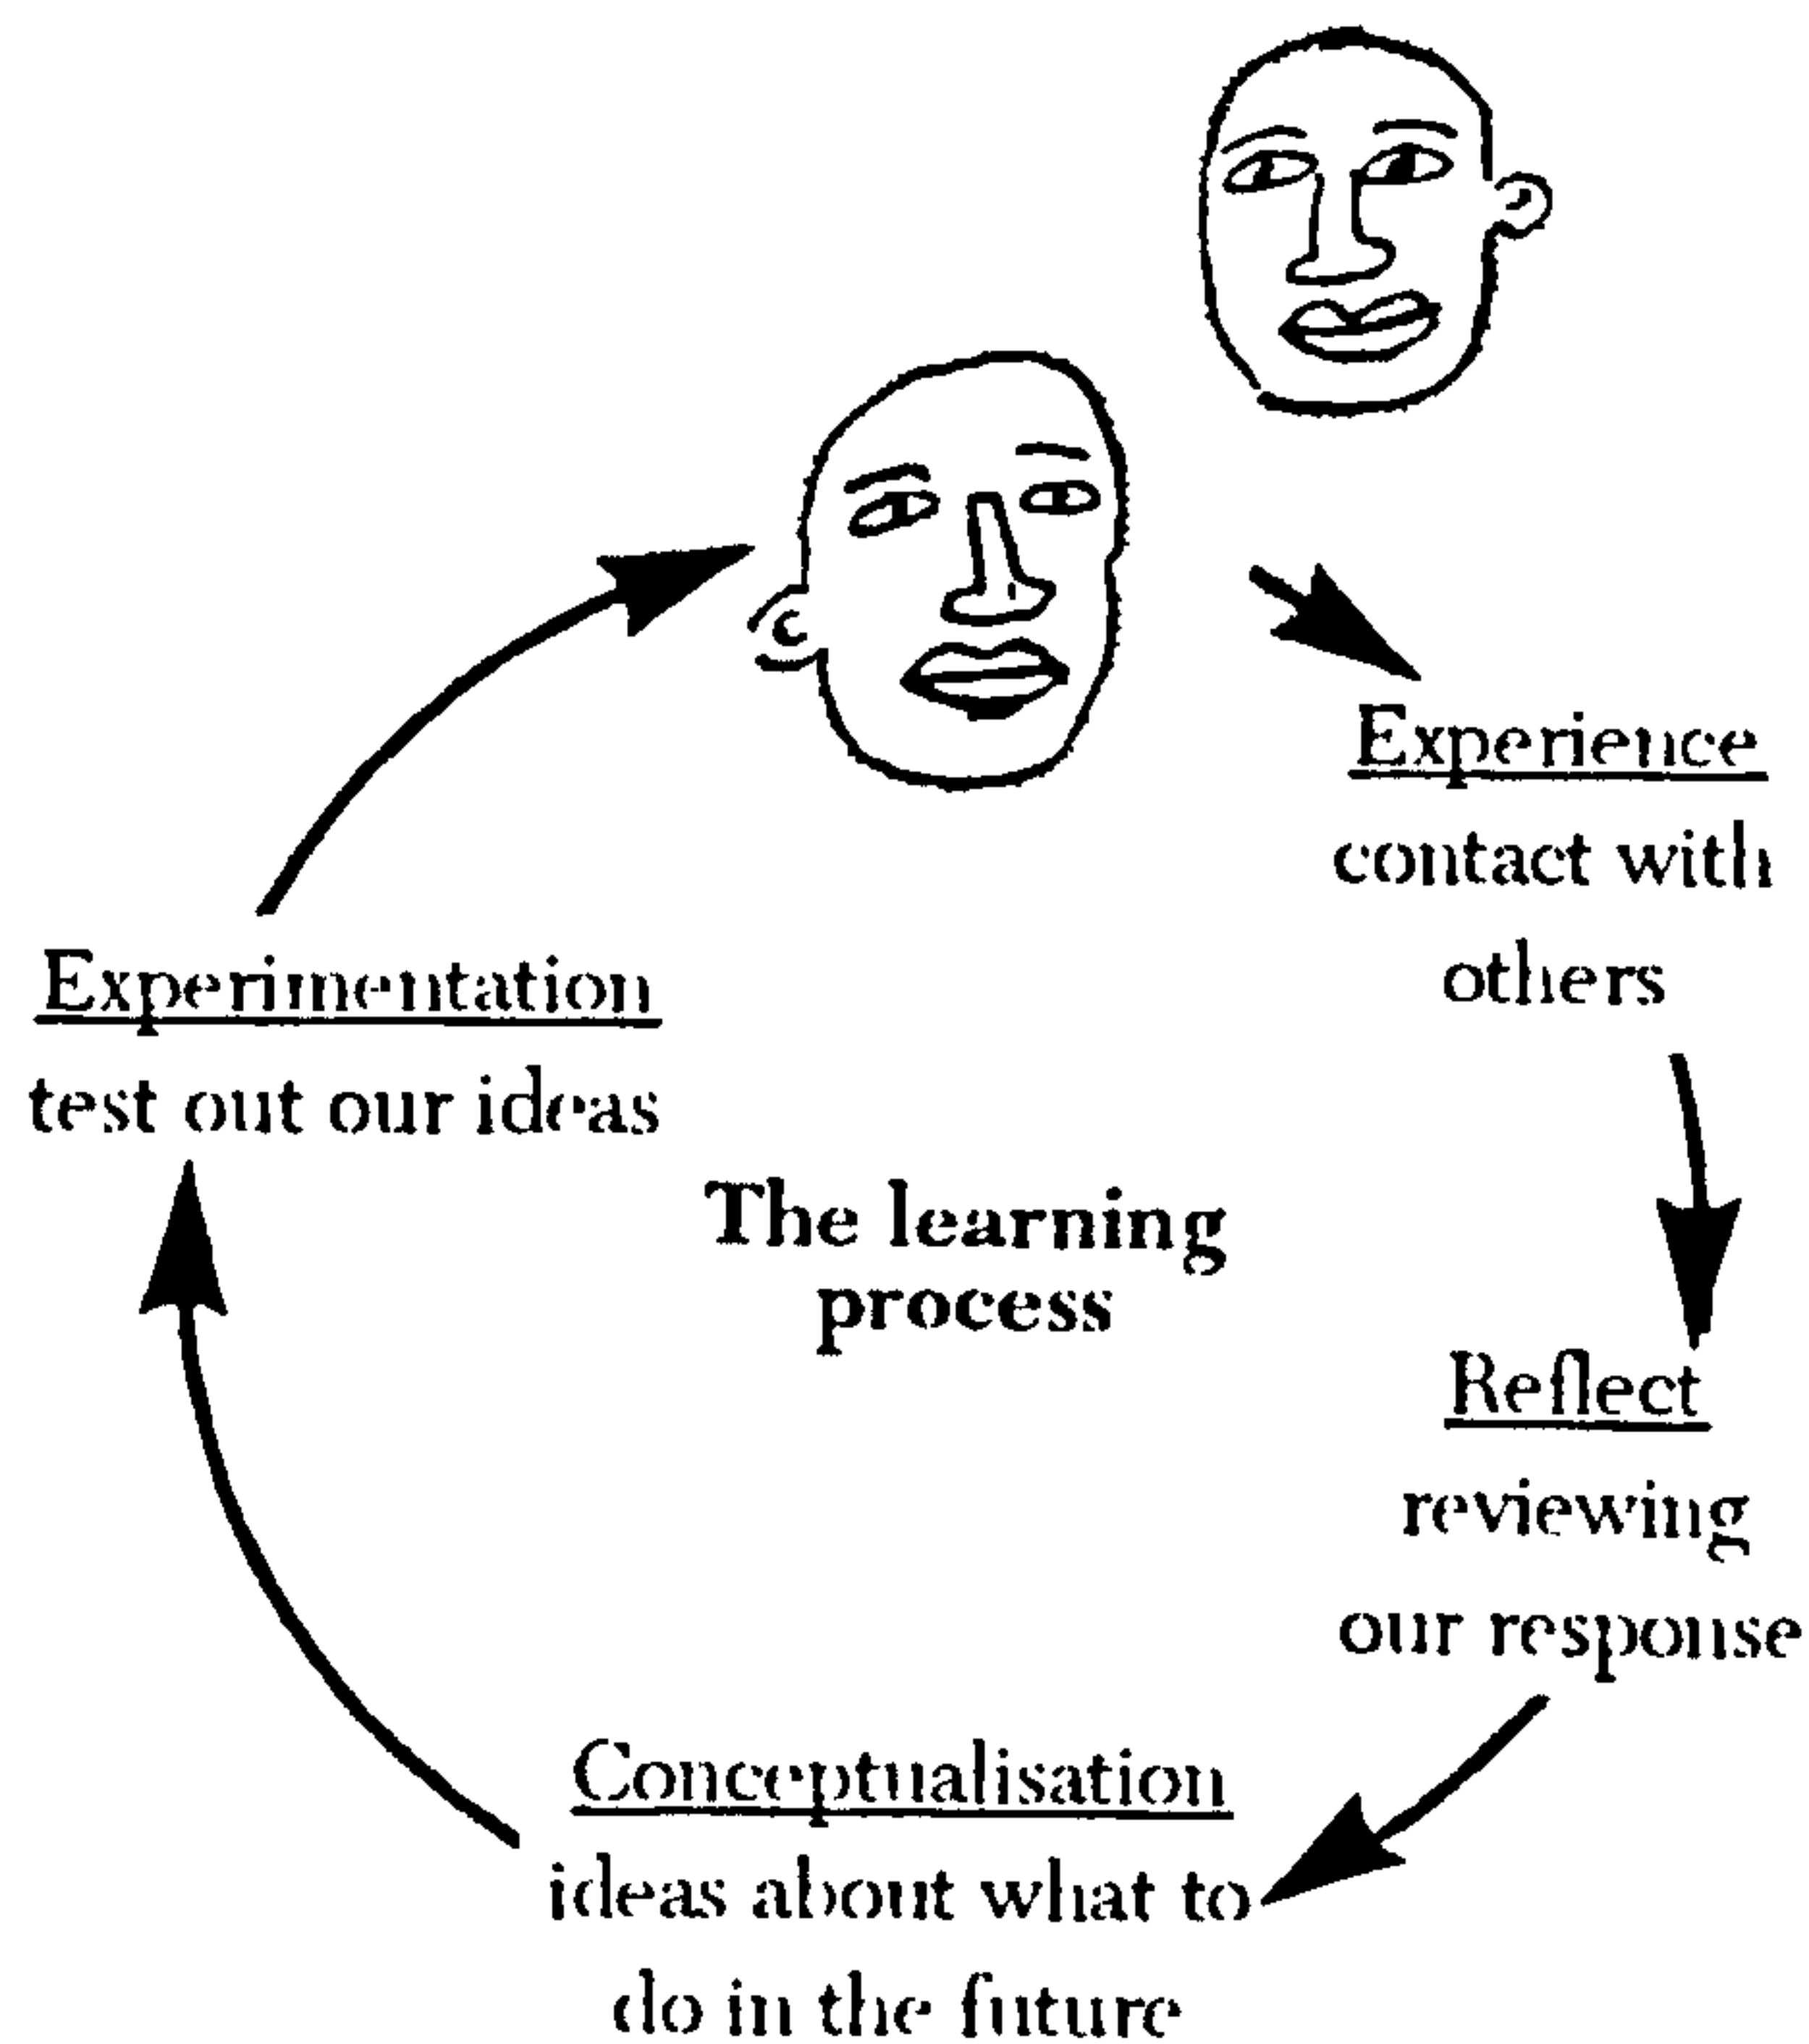 Experience
contact with
others
Experimentation
test out our ideas
The learning
process
Reflect
reviewing
our response
Conceptualisation
ideas about what to
do in the future